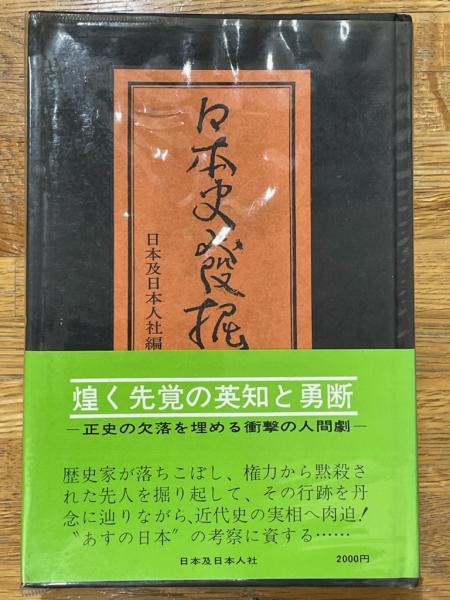 日本史発掘
日本及日本人社編
煌く先覚の英知と勇断
―正史の欠落を埋める衝撃の人間劇―
歴史家が落ちこぼし、権力から黙殺さ
れた先人を掘り起して、その行跡を丹
念に辿りながら、近代史の実相へ肉迫！
〝あすの日本〟の考察に資する……
日本及日本人社
2000円